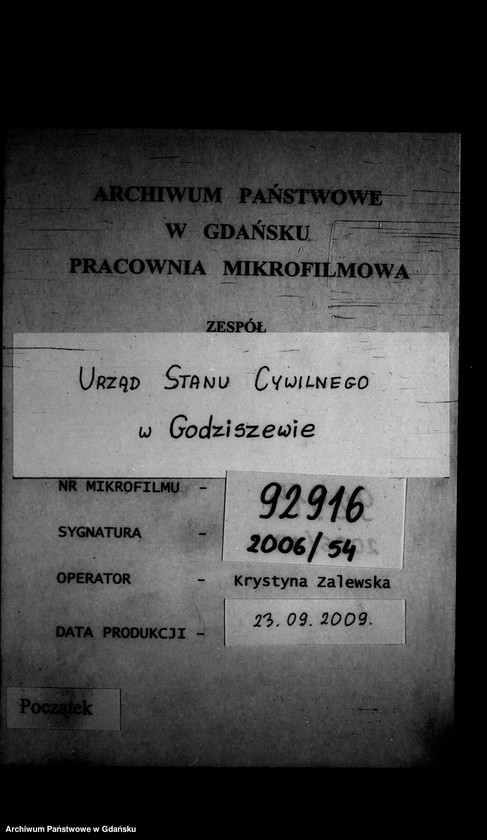 ARCHIWUM PAŃSTWOWE
W GDAŃSKU
PRACOWNIA MIKROFILMOWA
ZESPÓŁ
URZĄD STANU CYWILNEGO
w Godziszewie
NR MIKROFILMU - 92916
SYGNATURA - 2006/54
OPERATOR - Krystyna Zalewska
DATA PRODUKCJI - 23.09.2009.
Początek
Archiwum Państwowe w Gdańsku